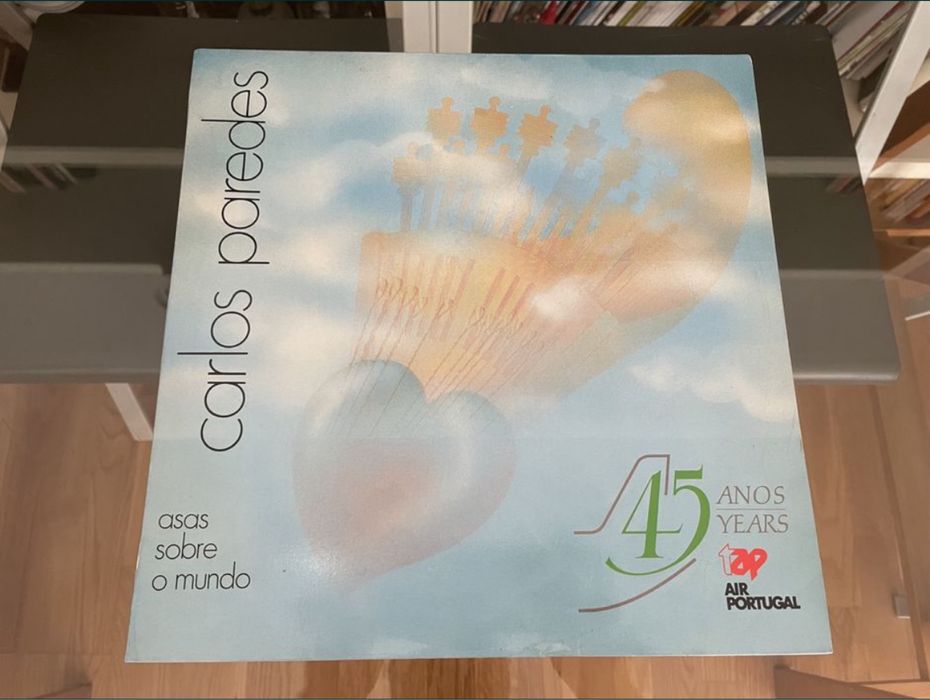 carlos paredes
asas
sobre
o mundo
45
ANOS
YEARS
tap
AIR
PORTUGAL